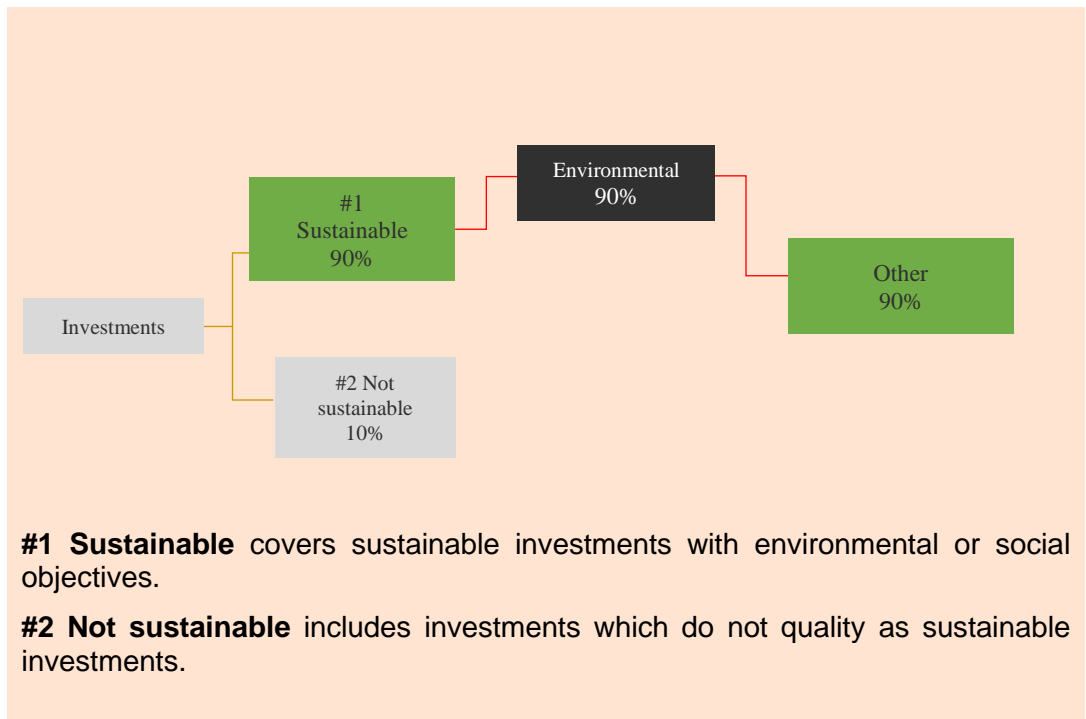 Environmental
90%
#1
Sustainable
90%
Other
90%
Investments
#2 Not
sustainable
10%
#1 Sustainable covers sustainable investments with environmental or social
objectives.
#2 Not sustainable includes investments which do not quality as sustainable
investments.